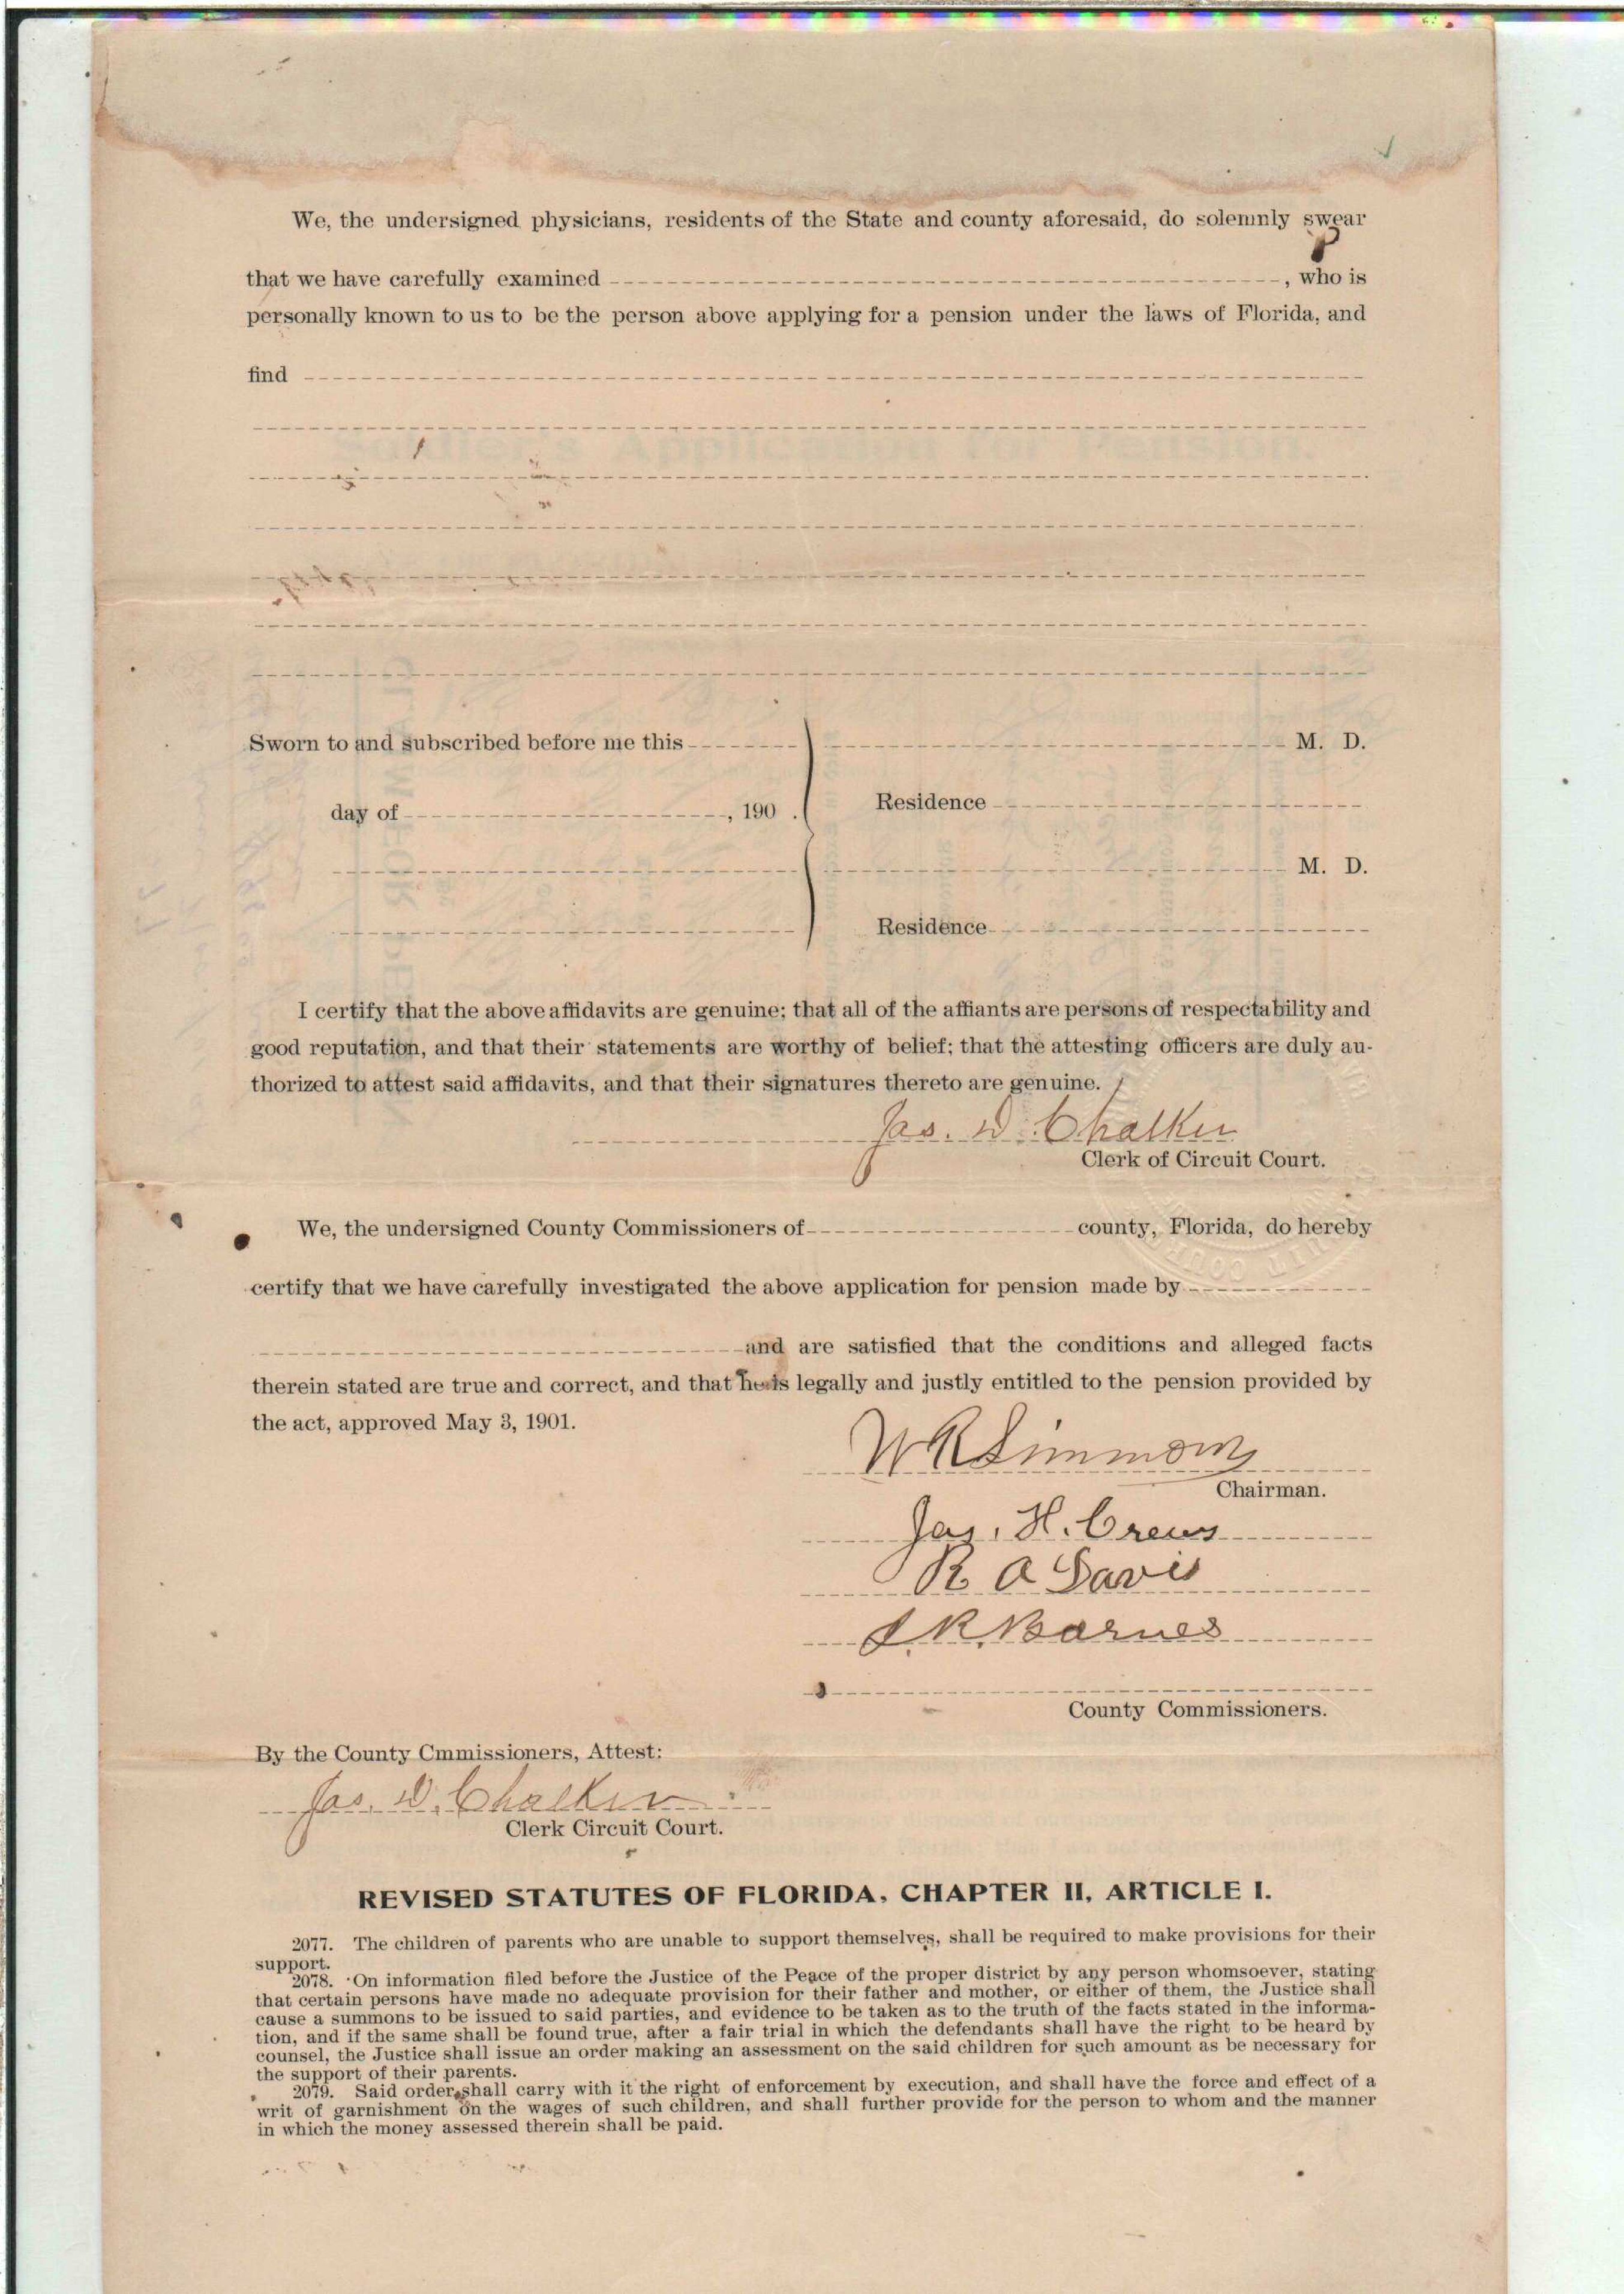 We, the undersigned physicians, residents of the State and county aforesaid, do solemnly swear
that we have carefully examined , who is
personally known to us to be the person above applying for a pension under the laws of Florida, and
find
Sworn to and subscribed before me this M. D.
day of , 190 . Residence
M. D.
Residence
I certify that the above affidavits are genuine; that all of the affiants are persons of respectability and
good reputation, and that their statements are worthy of belief; that the attesting officers are duly au-
thorized to attest said affidavits, and that their signatures thereto are genuine.
Jas. D. Chalker
Clerk of Circuit Court.
We, the undersigned County Commissioners of county, Florida, do hereby
certify that we have carefully investigated the above application for pension made by
and are satisfied that the conditions and alleged facts
therein stated are true and correct, and that he is legally and justly entitled to the pension provided by
the act, approved May 3, 1901.
W R Simmons
Chairman.
Jas. H. Crews
R A Davis
R. Barnes
County Commissioners.
By the County Cmmissioners, Attest:
Jas. D. Chalker
Clerk Circuit Court.
REVISED STATUTES OF FLORIDA, CHAPTER II, ARTICLE I.
2077. The children of parents who are unable to support themselves, shall be required to make provisions for their
support.
2078. On information filed before the Justice of the Peace of the proper district by any person whomsoever, stating
that certain persons have made no adequate provision for their father and mother, or either of them, the Justice shall
cause a summons to be issued to said parties, and evidence to be taken as to the truth of the facts stated in the informa-
tion, and if the same shall be found true, after a fair trial in which the defendants shall have the right to be heard by
counsel, the Justice shall issue an order making an assessment on the said children for such amount as be necessary for
the support of their parents.
2079. Said order shall carry with it the right of enforcement by execution, and shall have the force and effect of a
writ of garnishment on the wages of such children, and shall further provide for the person to whom and the manner
in which the money assessed therein shall be paid.